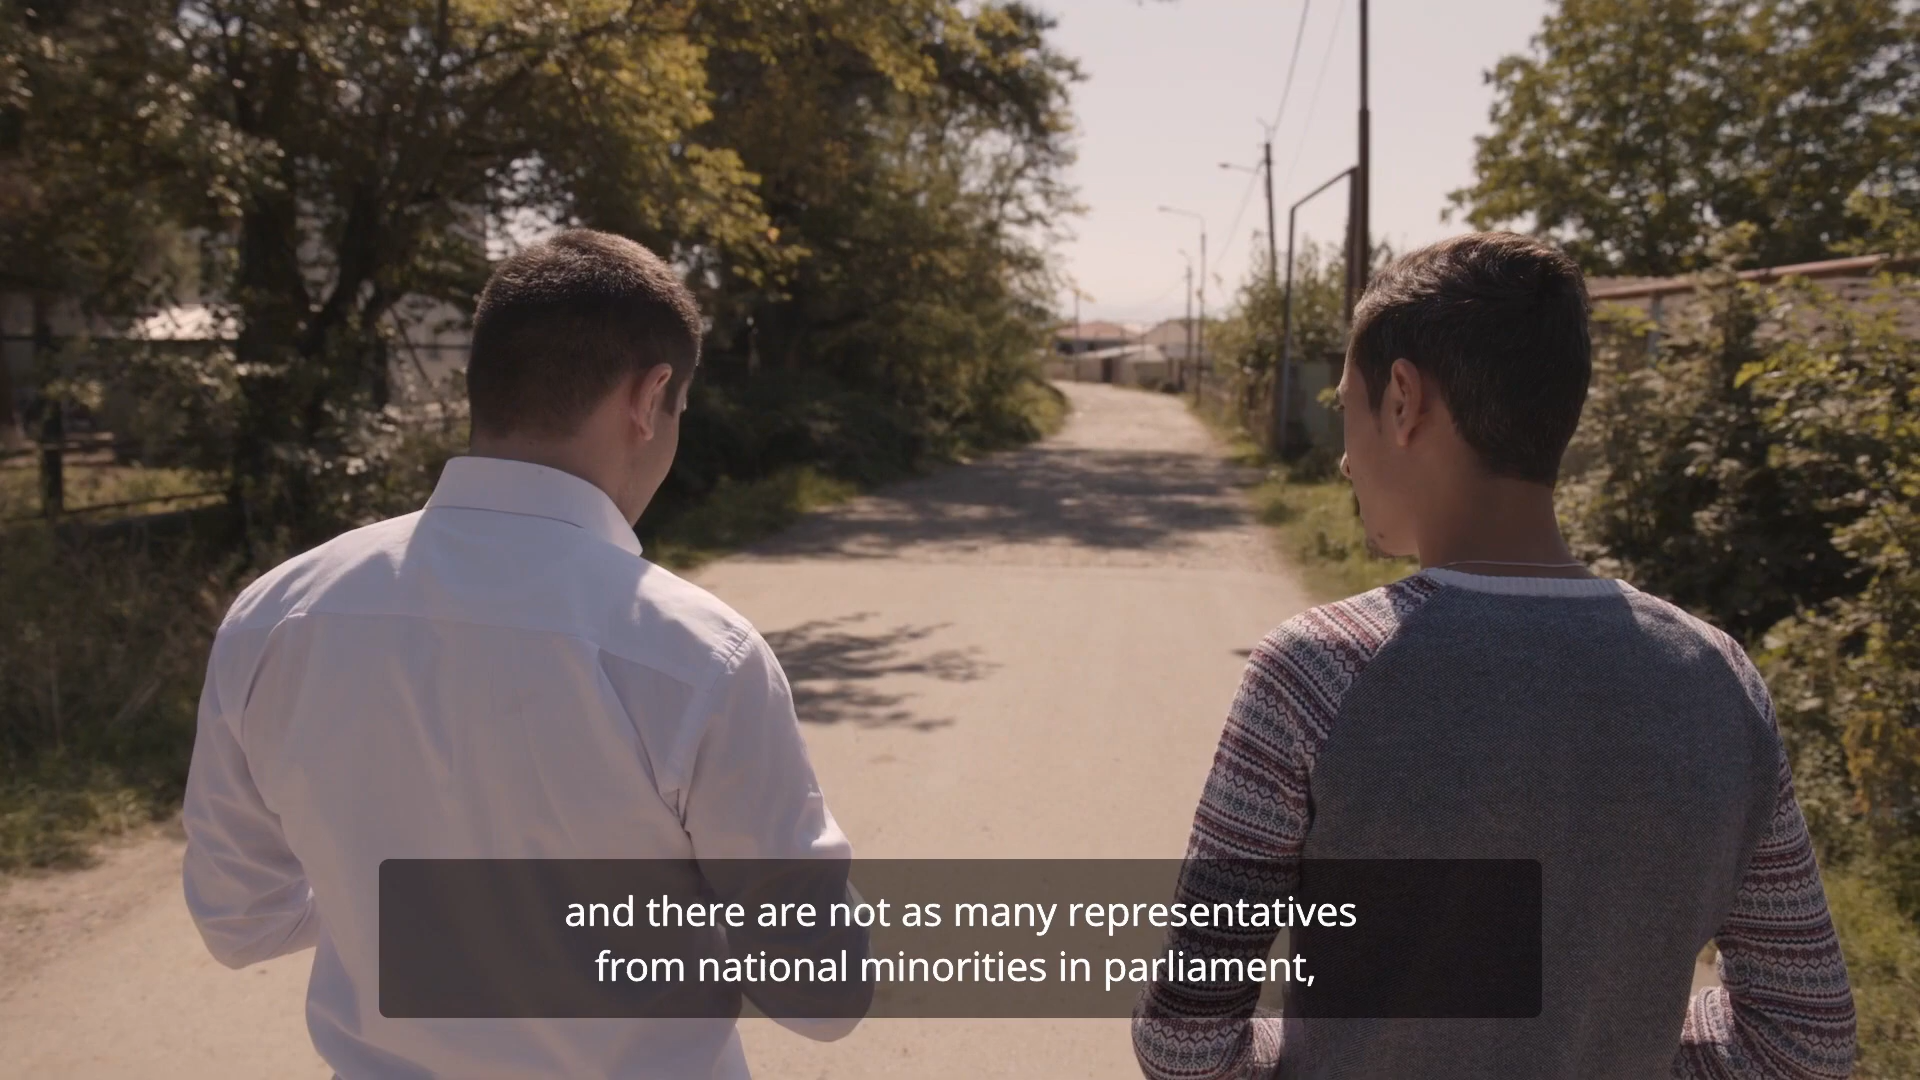 and there are not as many representatives
from national minorities in parliament,